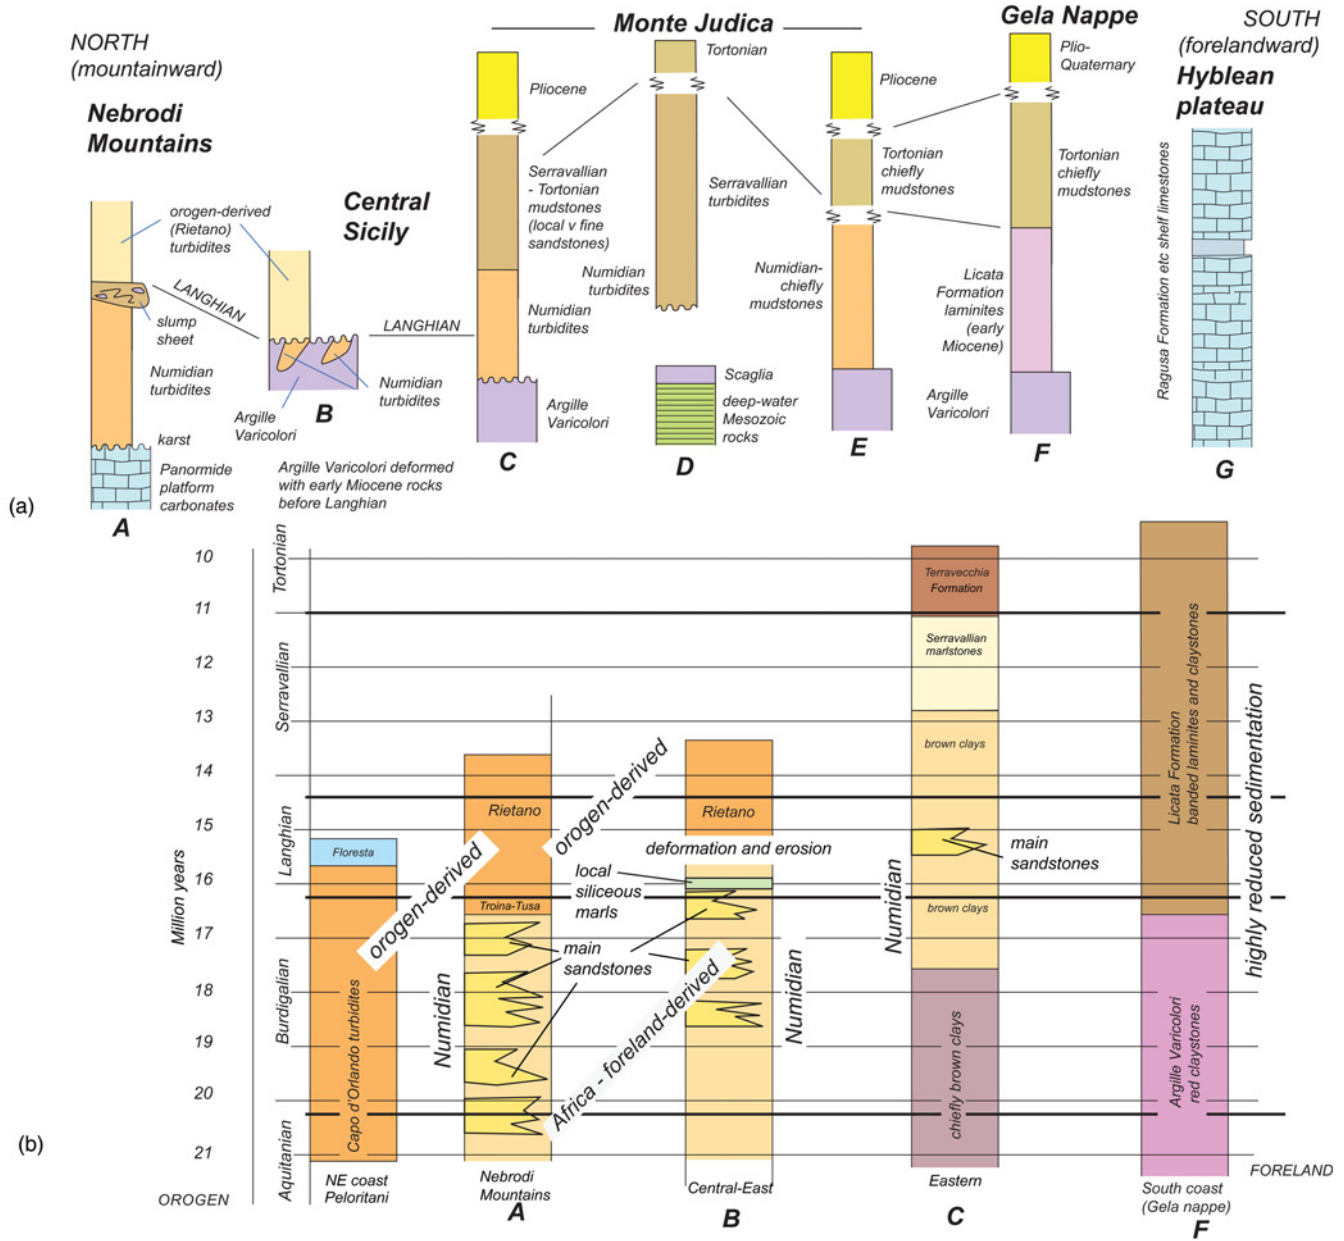 NORTH
(mountainward)
Nebrodi
Mountains
Monte Judica
Gela Nappe
SOUTH
(forelandward)
Hyblean
plateau
Central
Sicily
orogen-derived
(Rietano)
turbidites
LANGHIAN
slump
sheet
Numidian
turbidites
karst
Panormide
platform
carbonates
A
Argille
Varicolori
Numidian
turbidites
B
Argille Varicolori deformed
with early Miocene rocks
before Langhian
LANGHIAN
Pliocene
Serravallian
- Tortonian
mudstones
(local v fine
sandstones)
Numidian
turbidites
Argille
Varicolori
C
Tortonian
Serravallian
turbidites
Numidian
turbidites
Scaglia
deep-water
Mesozoic
rocks
D
Pliocene
Tortonian
chiefly
mudstones
Numidian-
chiefly
mudstones
E
Plio-
Quaternary
Tortonian
chiefly
mudstones
Licata
Formation
laminites
(early
Miocene)
Argille
Varicolori
F
Ragusa Formation etc shelf limestones
G
(a)
10
11
12
13
14
15
16
17
18
19
20
21
Million years
Tortonian
Serravallian
Langhian
Burdigalian
Aquitanian
Floresta
Capo d'Orlando turbidites
orogen-derived
Rietano
Troina-Tusa
Numidian
orogen-derived
local
siliceous
marls
main
sandstones
Africa - foreland-derived
Rietano
deformation and erosion
Numidian
Terravecchia
Formation
Serravallian
marlstones
brown clays
main
sandstones
brown clays
chiefly brown clays
Numidian
Licata Formation
banded laminites and claystones
Argille Varicolori
red claystones
highly reduced sedimentation
(b)
OROGEN
NE coast
Peloritani
Nebrodi
Mountains
A
Central-East
B
Eastern
C
South coast
(Gela nappe)
F
FORELAND